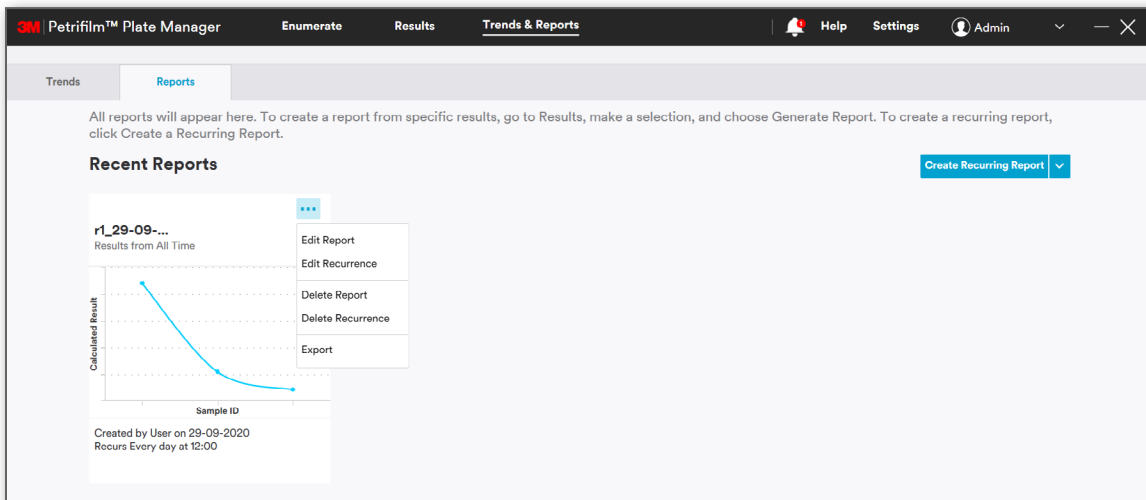 3M Petrifilm™ Plate Manager Enumerate Results Trends & Reports 1 Help Settings Admin
Trends Reports
All reports will appear here. To create a report from specific results, go to Results, make a selection, and choose Generate Report. To create a recurring report,
click Create a Recurring Report.
Recent Reports
Create Recurring Report
r1_29-09-...
Results from All Time
Edit Report
Edit Recurrence
Delete Report
Delete Recurrence
Export
Calculated Result
Sample ID
Created by User on 29-09-2020
Recurs Every day at 12:00